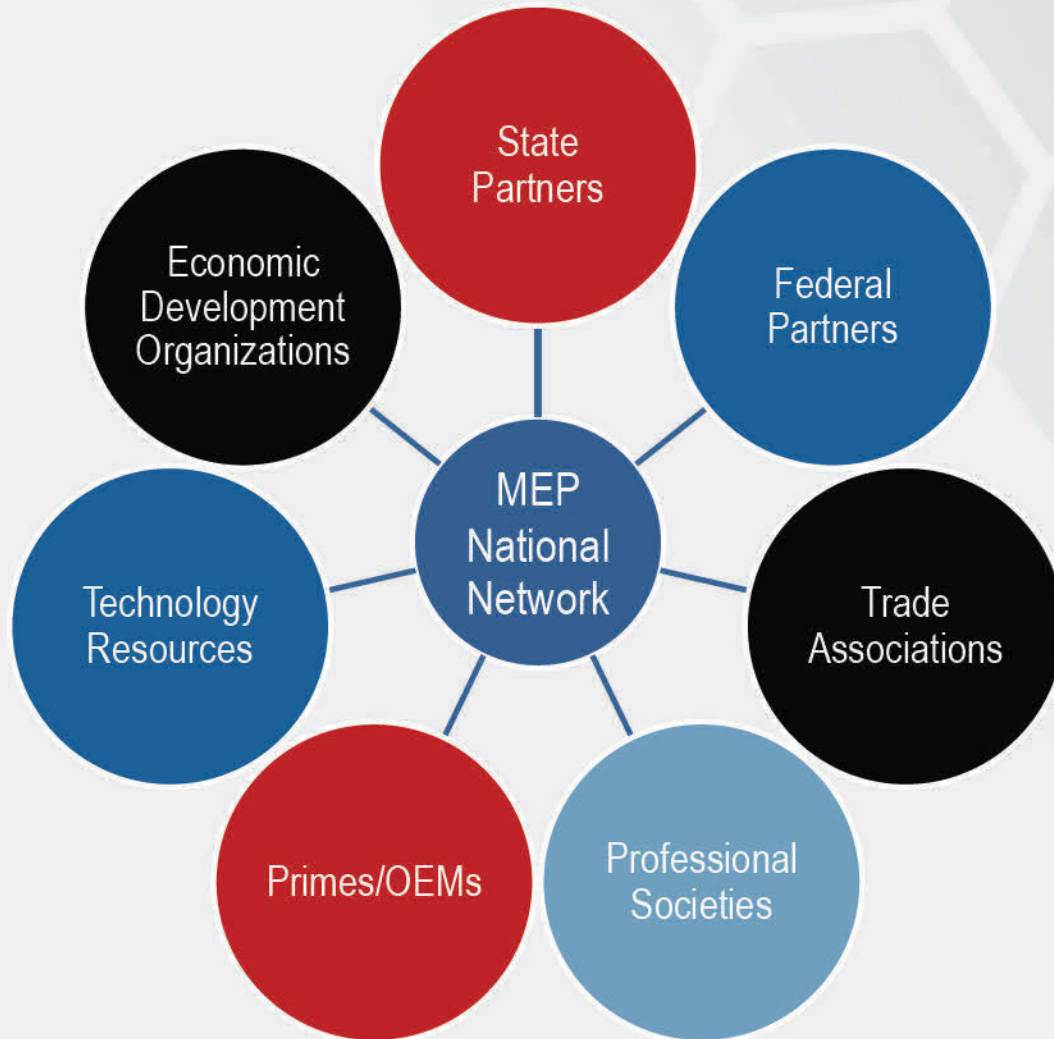 State
Partners
Federal
Partners
Trade
Associations
Professional
Societies
Primes/OEMs
Technology
Resources
Economic
Development
Organizations
MEP
National
Network